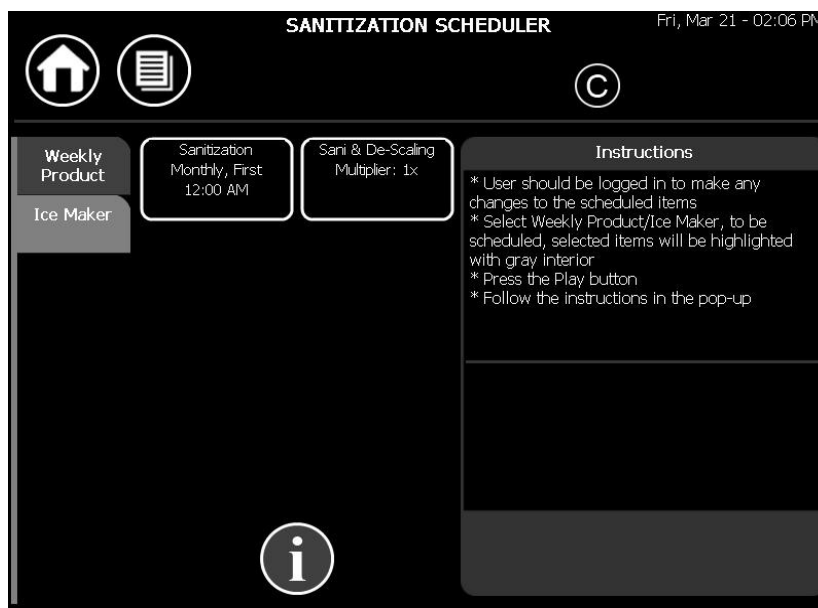 SANITIZATION SCHEDULER
Fri, Mar 21 - 02:06 PM
C
Weekly
Product
Ice Maker
Sanitization
Monthly, First
12:00 AM
Sani & De-Scaling
Multiplier: 1x
Instructions
* User should be logged in to make any
changes to the scheduled items
* Select Weekly Product/Ice Maker, to be
scheduled, selected items will be highlighted
with gray interior
* Press the Play button
* Follow the instructions in the pop-up
i